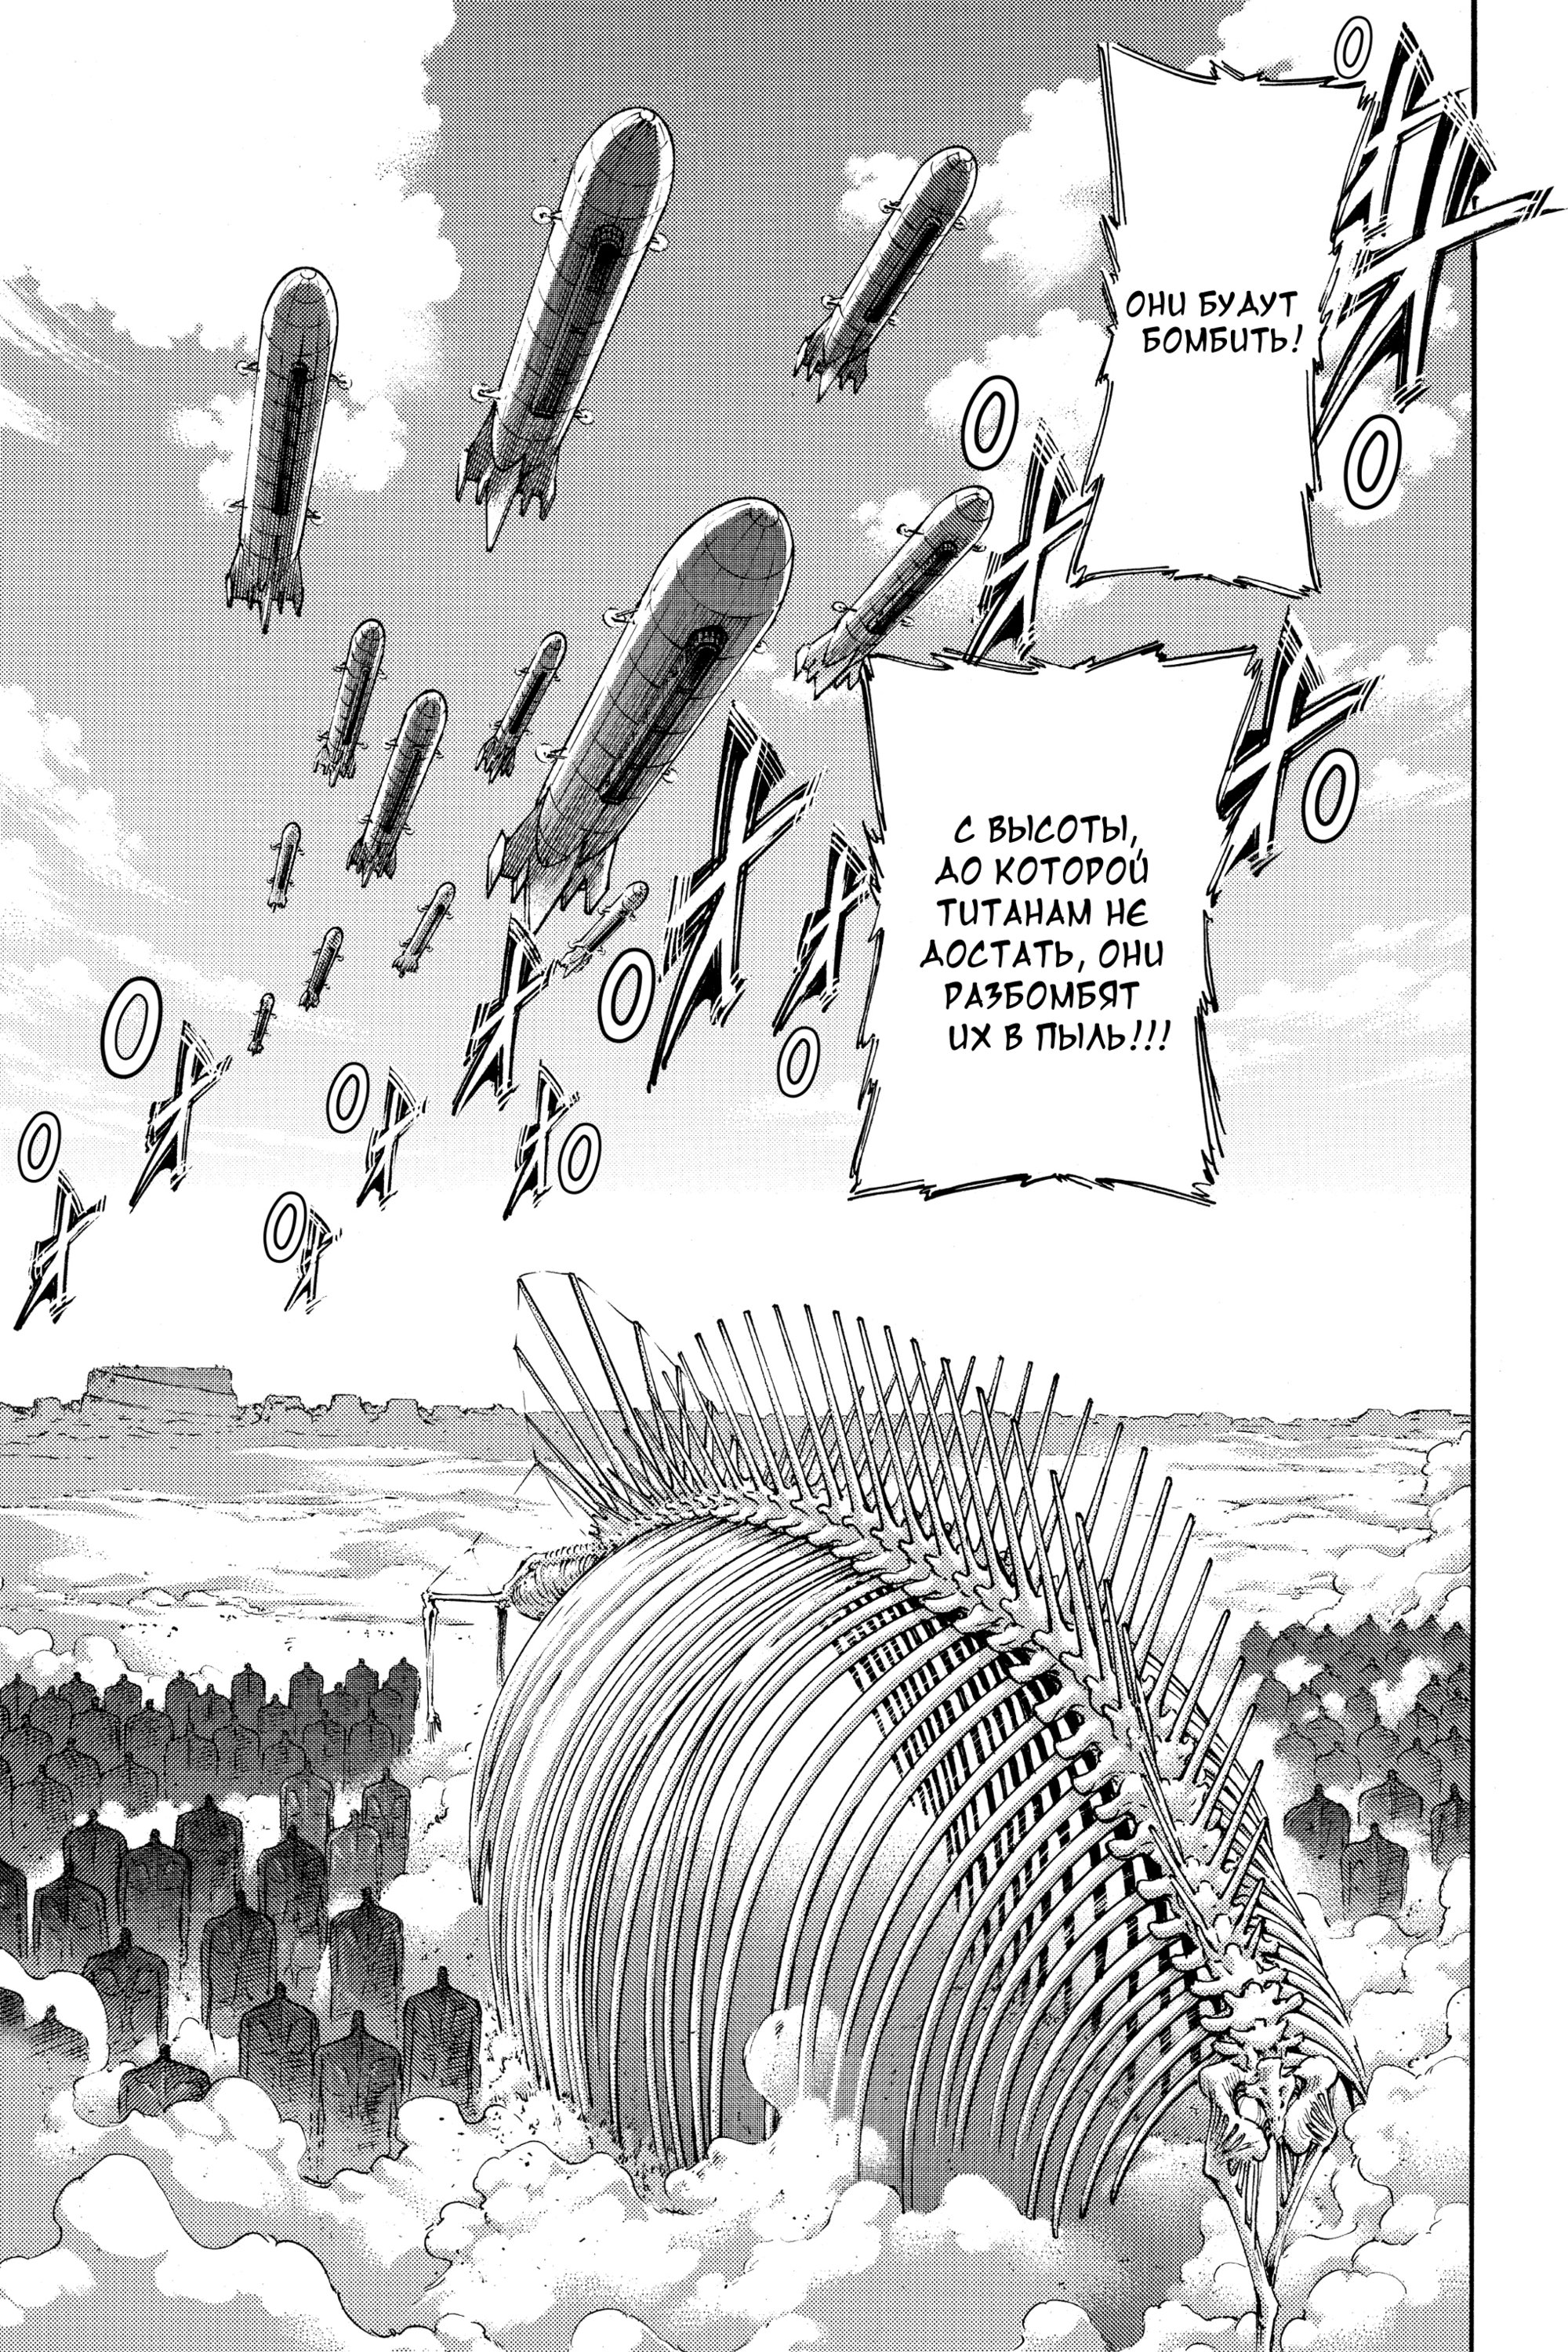 ОНИ БУДУТ
БОМБИТЬ!
С ВЫСОТЫ,
ДО КОТОРОЙ
ТИТАНАМ НЕ
ДОСТАТЬ, ОНИ
РАЗБОМБЯТ
ИХ В ПЫЛЬ!!!